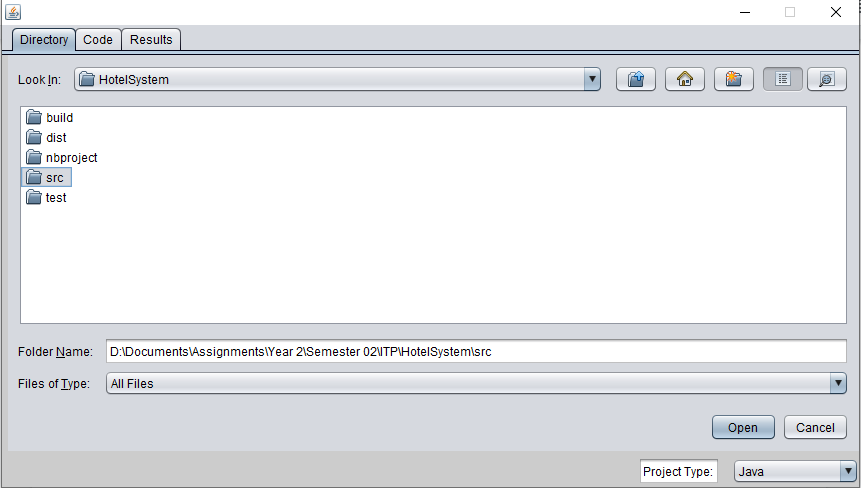 Directory Code Results
Look In: HotelSystem
build
dist
nbproject
src
test
Folder Name: D:\Documents\Assignments\Year 2\Semester 02\ITP\HotelSystem\src
Files of Type: All Files
Open Cancel
Project Type: Java